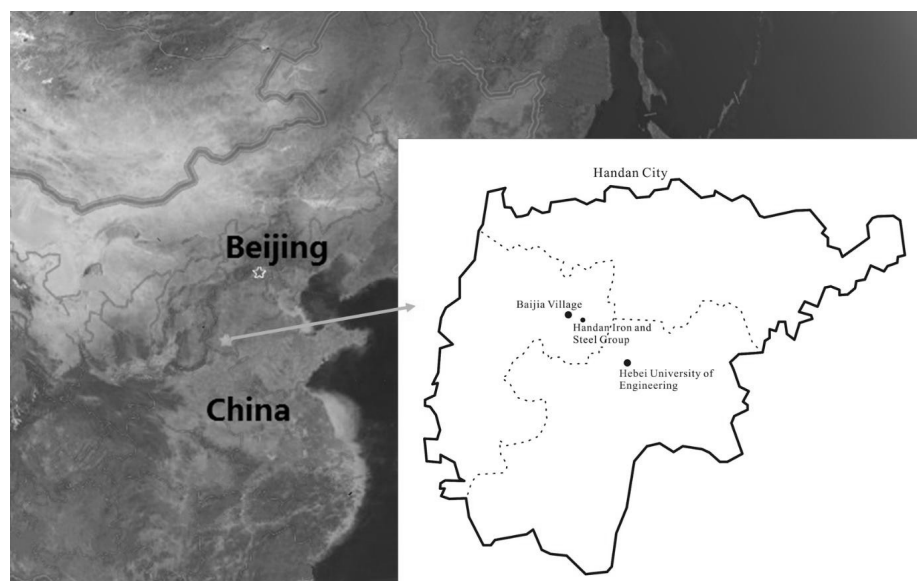 Beijing
China
Handan City
Baijia Village
Handan Iron and
Steel Group
Hebei University of
Engineering